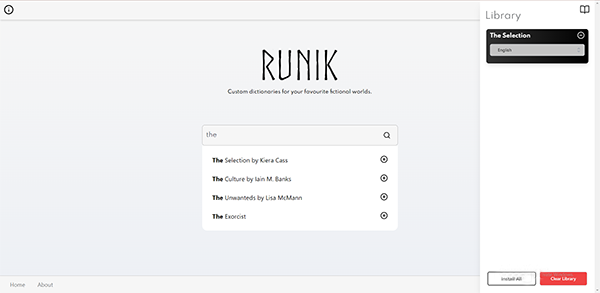 Library
The Selection
English
RUNIK
Custom dictionaries for your favourite fictional worlds.
the
The Selection by Kiera Cass
The Culture by Iain M. Banks
The Unwanteds by Lisa McMann
The Exorcist
Install All
Clear Library
Home
About